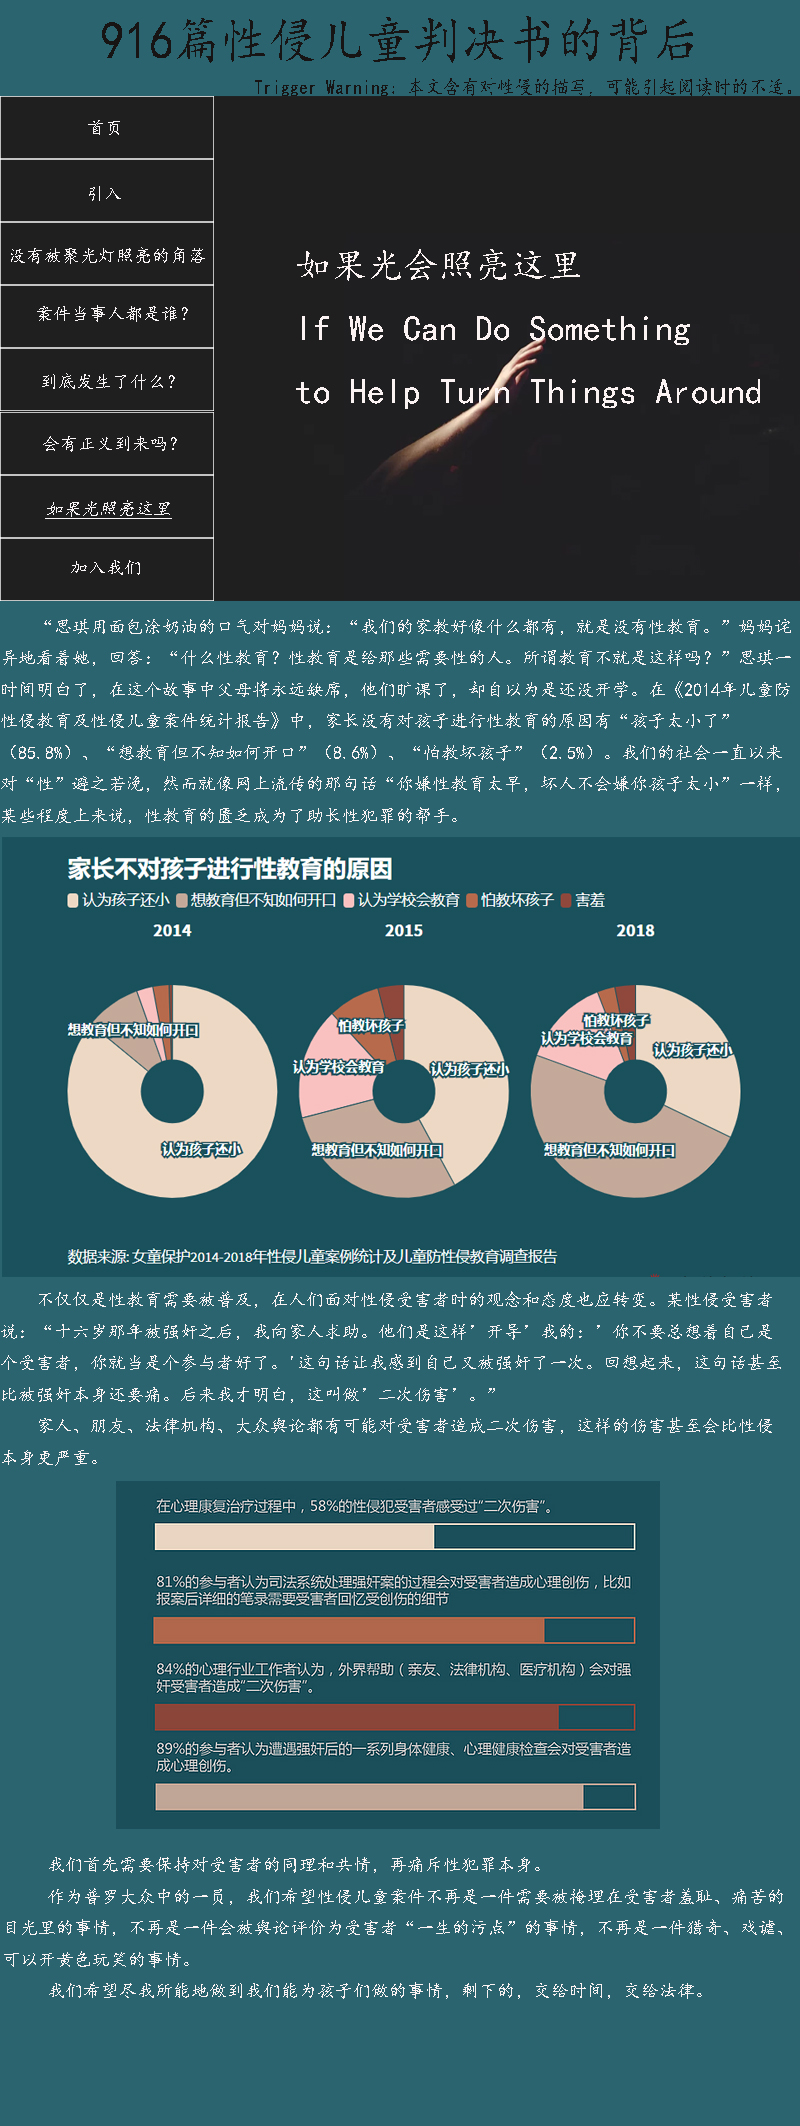 916篇性侵儿童判决书的背后
Trigger Warning: 本文含有对性侵的描写，可能引起阅读时的不适。
首页
引入
没有被聚光灯照亮的角落
案件当事人都是谁？
到底发生了什么？
会有正义到来吗？
如果光照亮这里
加入我们
如果光会照亮这里
If We Can Do Something
to Help Turn Things Around
“思琪用面包涂奶油的口气对妈妈说：“我们的家教好像什么都有，就是没有性教育。”妈妈诧
异地看着她，回答：“什么性教育？性教育是给那些需要性的人。所谓教育不就是这样吗？”思琪一
时间明白了，在这个故事中父母将永远缺席，他们旷课了，却自以为是还没开学。在《2014年儿童防
性侵教育及性侵儿童案件统计报告》中，家长没有对孩子进行性教育的原因有“孩子太小了”
（85.8%）、“想教育但不知如何开口”（8.6%）、“怕教坏孩子”（2.5%）。我们的社会一直以来
对“性”避之若浼，然而就像网上流传的那句话“你嫌性教育太早，坏人不会嫌你孩子太小”一样，
某些程度上来说，性教育的匮乏成为了助长性犯罪的帮手。
家长不对孩子进行性教育的原因
认为孩子还小 想教育但不知如何开口 认为学校会教育 怕教坏孩子 害羞
2014 2015 2018
想教育但不知如何开口
认为孩子还小
怕教坏孩子
认为学校会教育
认为孩子还小
想教育但不知如何开口
怕教坏孩子
认为学校会教育
认为孩子还小
想教育但不知如何开口
数据来源: 女童保护2014-2018年性侵儿童案例统计及儿童防性侵教育调查报告
不仅仅是性教育需要被普及，在人们面对性侵受害者时的观念和态度也应转变。某性侵受害者
说：“十六岁那年被强奸之后，我向家人求助。他们是这样’开导’我的：’你不要总想着自己是
个受害者，你就当是个参与者好了。'这句话让我感到自己又被强奸了一次。回想起来，这句话甚至
比被强奸本身还要痛。后来我才明白，这叫做’二次伤害’。”
家人、朋友、法律机构、大众舆论都有可能对受害者造成二次伤害，这样的伤害甚至会比性侵
本身更严重。
在心理康复治疗过程中，58%的性侵犯受害者感受过“二次伤害”。
81%的参与者认为司法系统处理强奸案的过程会对受害者造成心理创伤，比如
报案后详细的笔录需要受害者回忆受创伤的细节
84%的心理行业工作者认为，外界帮助（亲友、法律机构、医疗机构）会对强
奸受害者造成“二次伤害”。
89%的参与者认为遭遇强奸后的一系列身体健康、心理健康检查会对受害者造
成心理创伤。
我们首先需要保持对受害者的同理和共情，再痛斥性犯罪本身。
作为普罗大众中的一员，我们希望性侵儿童案件不再是一件需要被掩埋在受害者羞耻、痛苦的
目光里的事情，不再是一件会被舆论评价为受害者“一生的污点”的事情，不再是一件猎奇、戏谑、
可以开黄色玩笑的事情。
我们希望尽我所能地做到我们能为孩子们做的事情，剩下的，交给时间，交给法律。